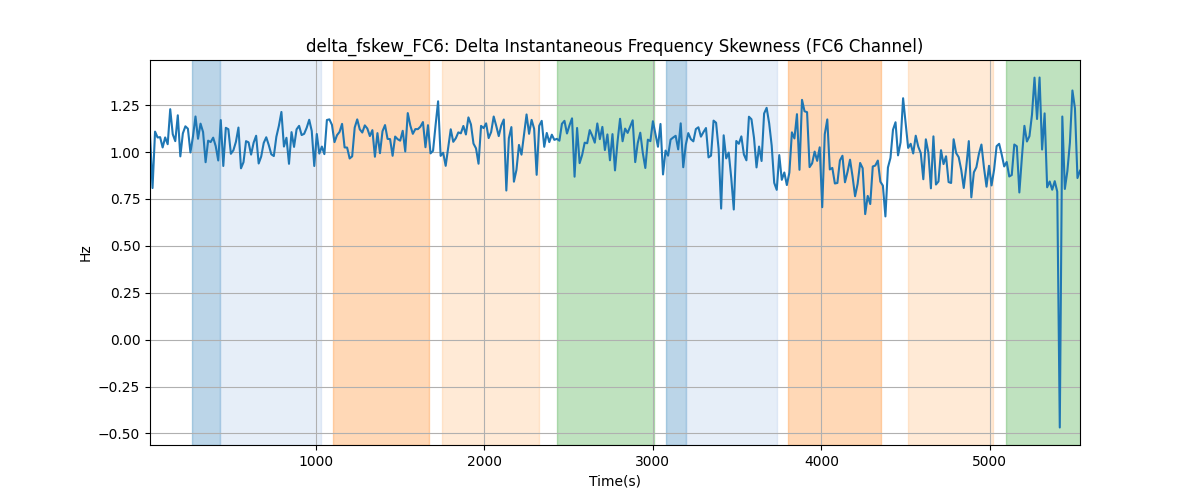 delta_fskew_FC6: Delta Instantaneous Frequency Skewness (FC6 Channel)
1.25
1.00
0.75
0.50
0.25
0.00
−0.25
−0.50
Hz
1000 2000 3000 4000 5000
Time(s)